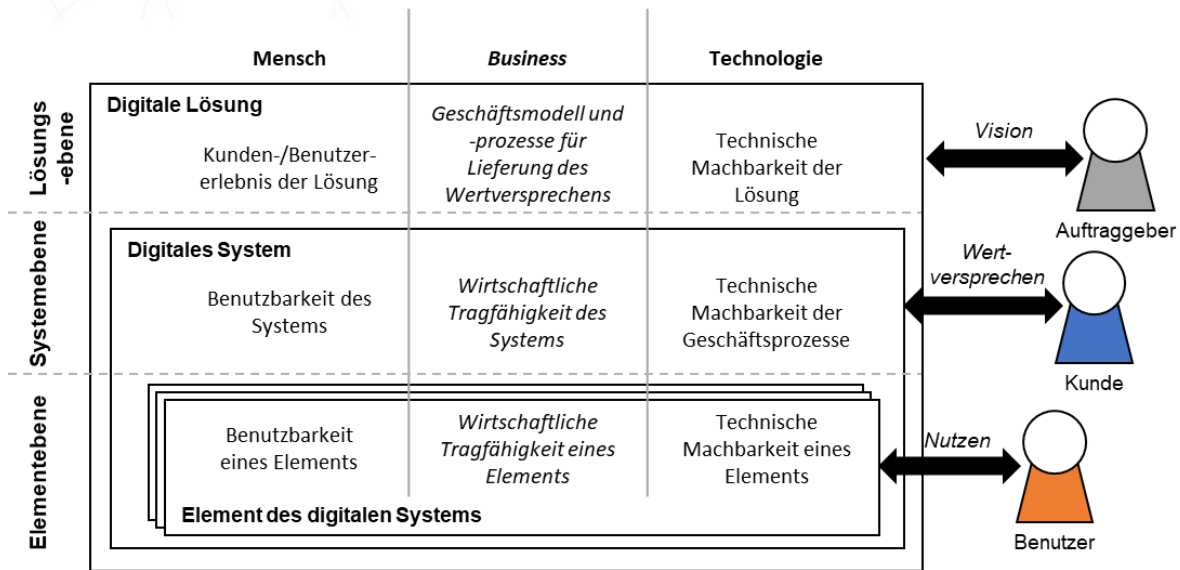 Mensch
Business
Technologie
Lösungs
-ebene
Digitale Lösung
Kunden-/Benutzer-
erlebnis der Lösung
Geschäftsmodell und
-prozesse für
Lieferung des
Wertversprechens
Technische
Machbarkeit der
Lösung
Vision
Auftraggeber
Systemebene
Digitales System
Benutzbarkeit des
Systems
Wirtschaftliche
Tragfähigkeit des
Systems
Technische
Machbarkeit der
Geschäftsprozesse
Wert-
versprechen
Kunde
Elementebene
Benutzbarkeit
eines Elements
Wirtschaftliche
Tragfähigkeit eines
Elements
Technische
Machbarkeit eines
Elements
Element des digitalen Systems
Nutzen
Benutzer